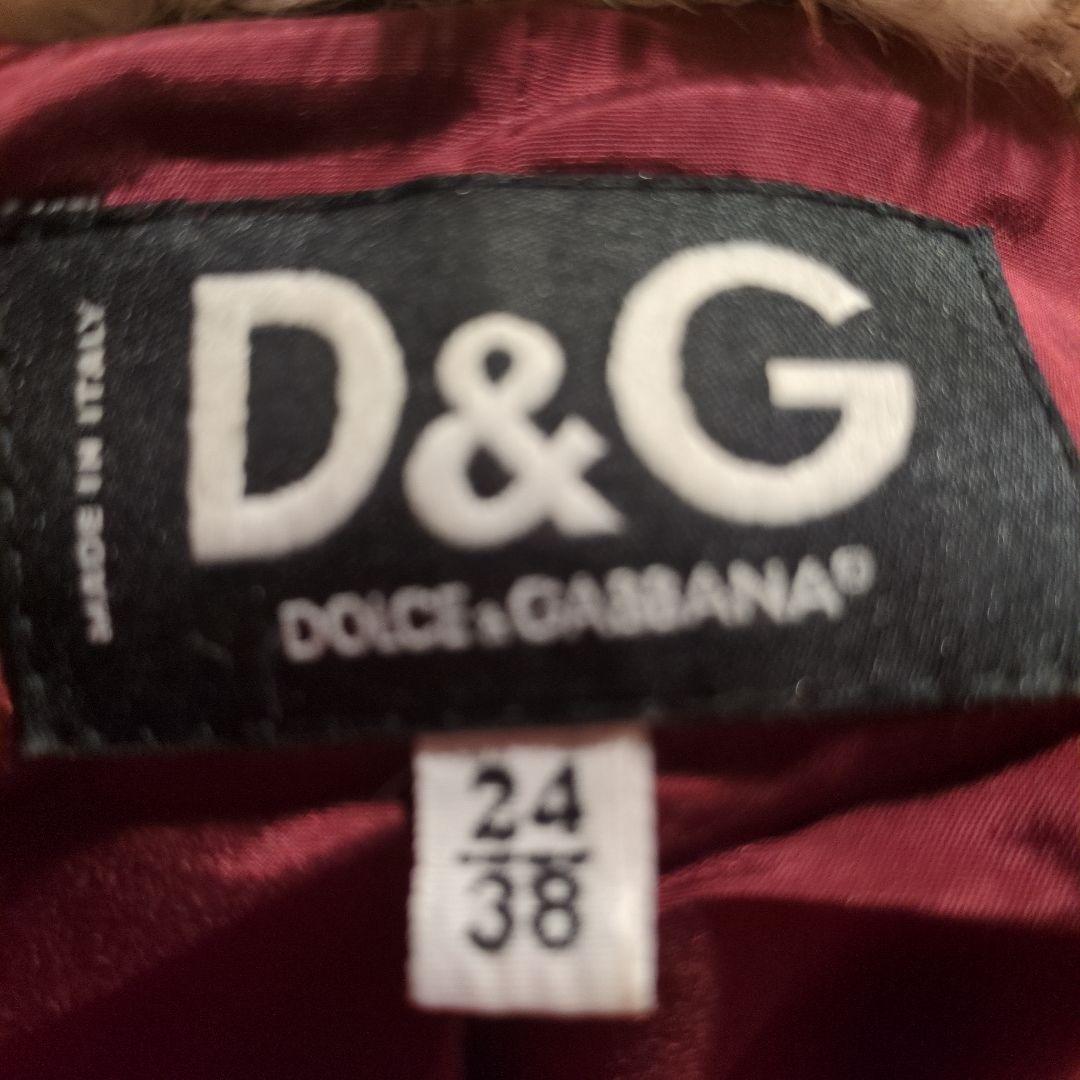 MADE IN ITALY
D&G
DOLCE & GABBANA®
24
38